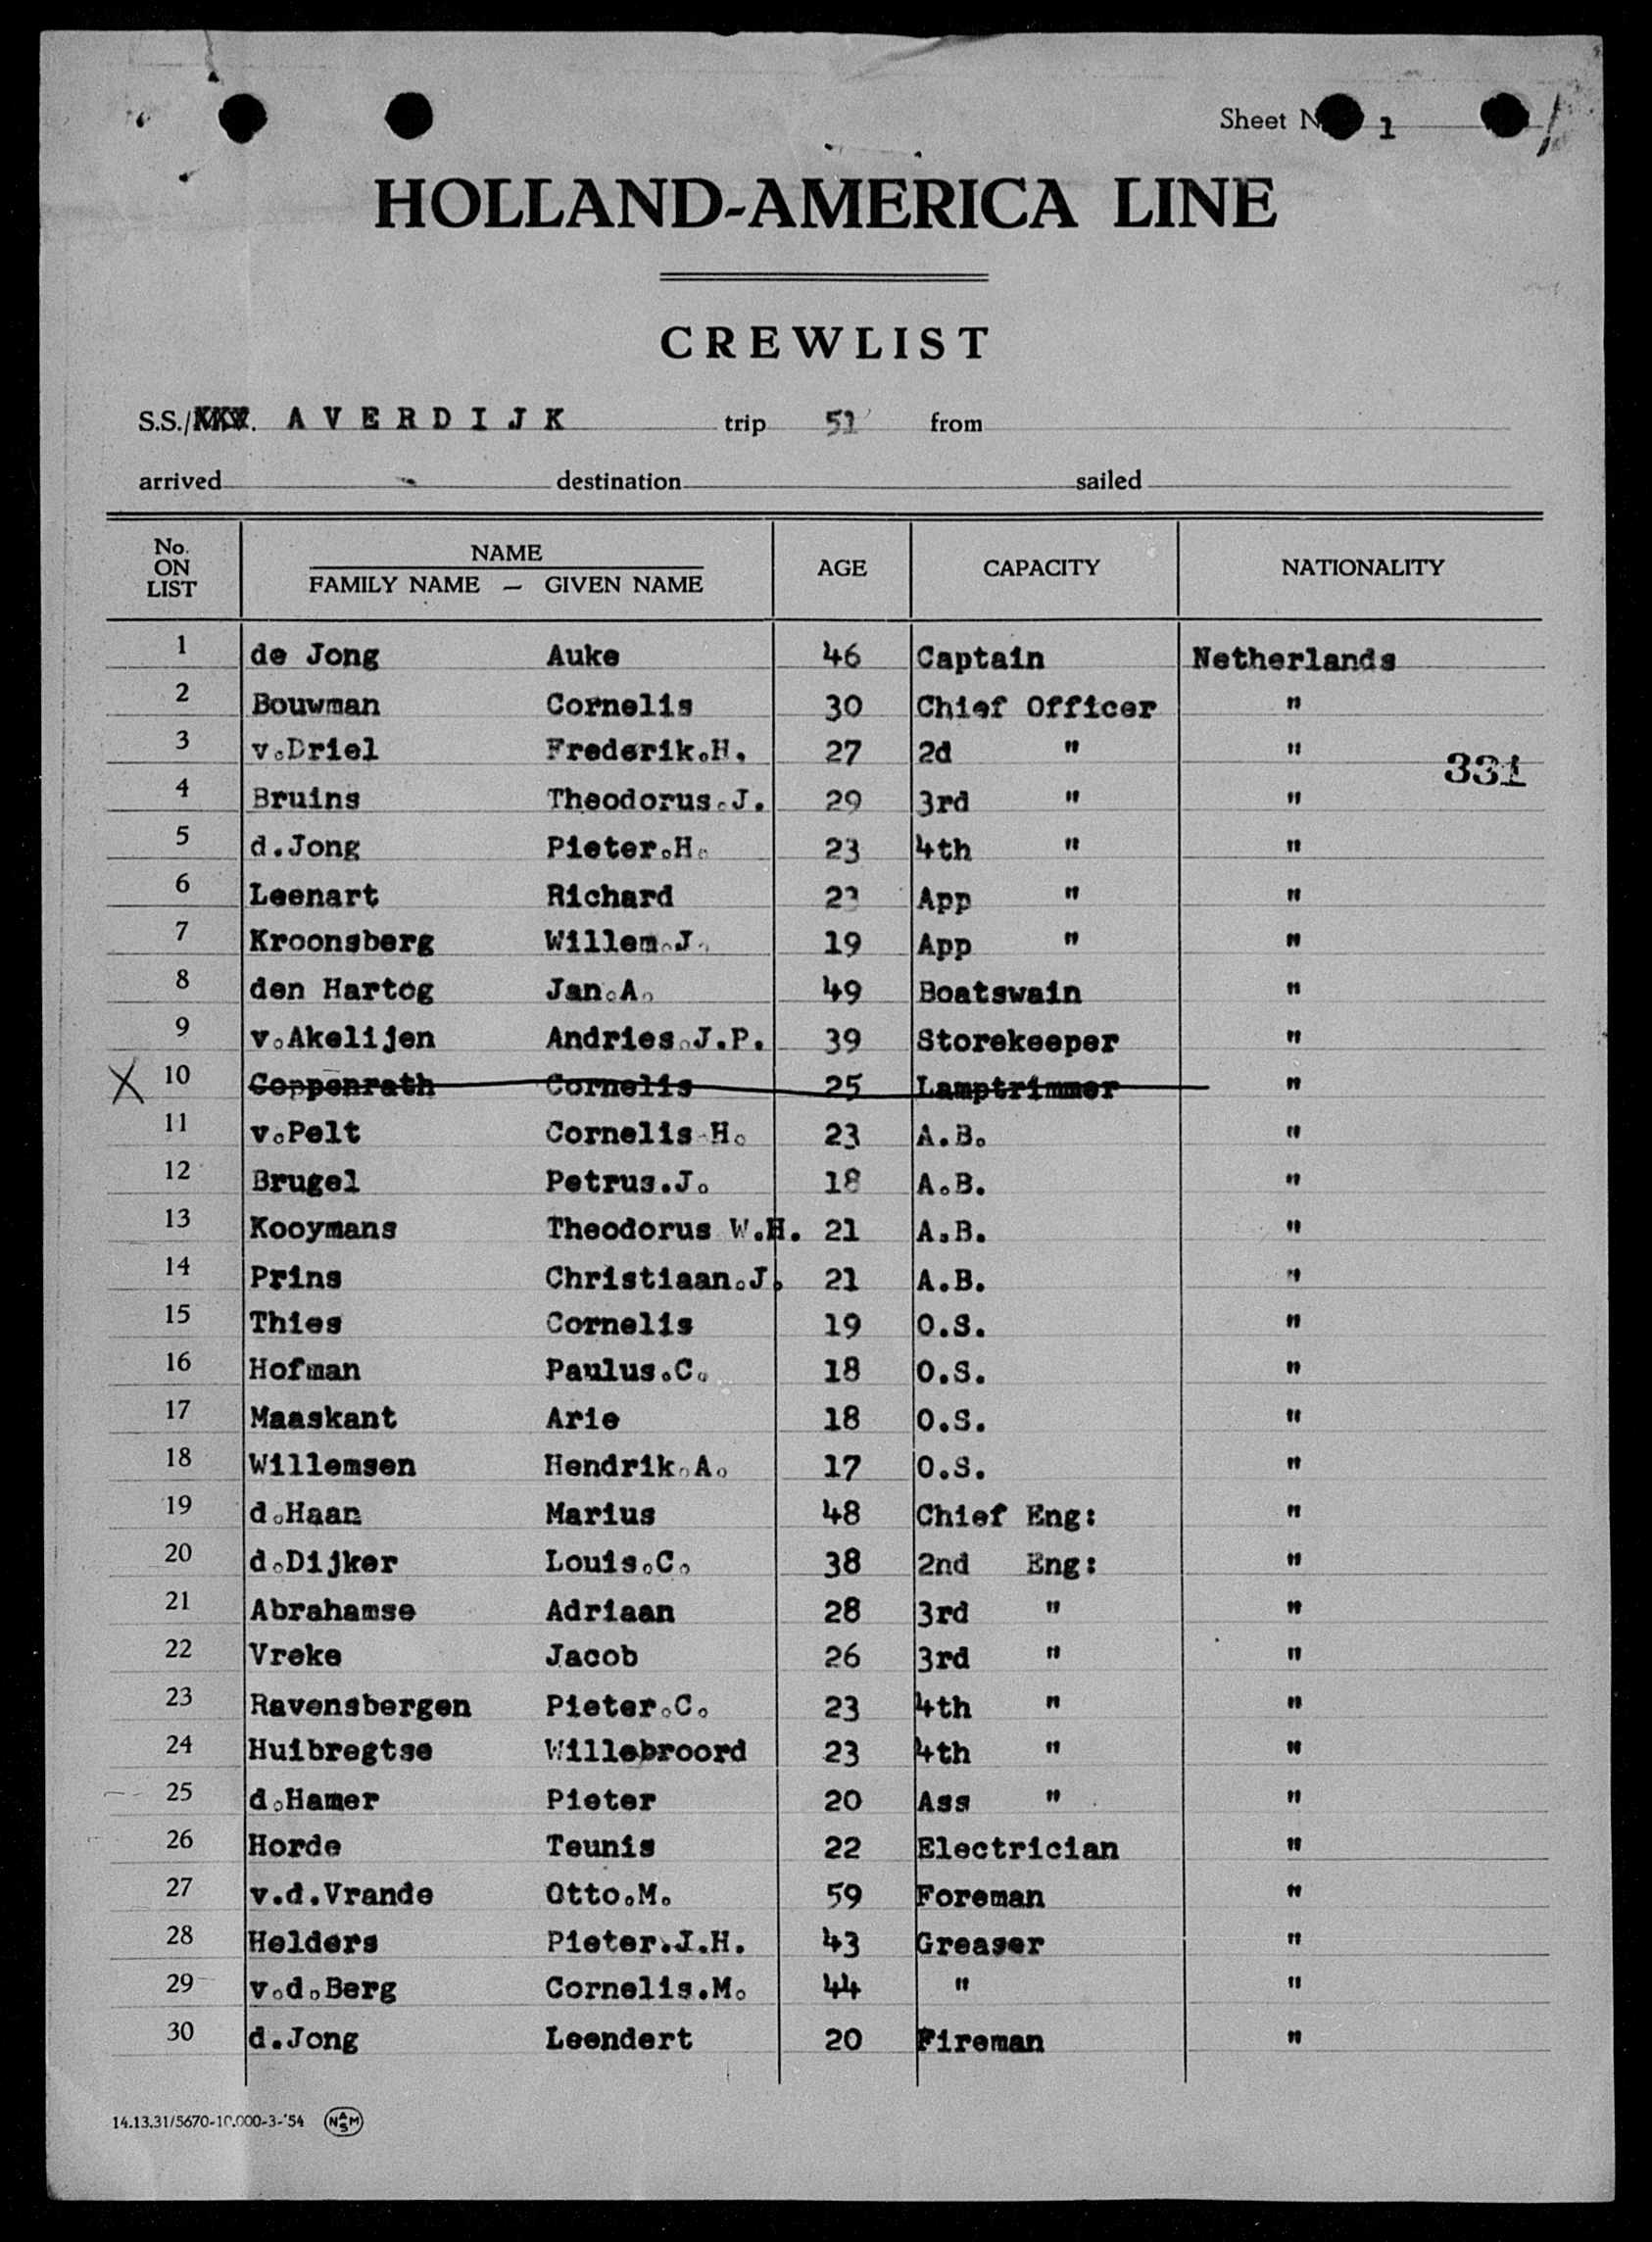 Sheet N 1
HOLLAND-AMERICA LINE
CREWLIST
S.S./ AVERDIJK trip 51 from
arrived destination sailed
No. ON LIST NAME FAMILY NAME — GIVEN NAME AGE CAPACITY NATIONALITY
1 de Jong Auke 46 Captain Netherlands
2 Bouwman Cornelis 30 Chief Officer "
3 v.Driel Frederik.H. 27 2d " "
331
4 Bruins Theodorus.J. 29 3rd " "
5 d.Jong Pieter.H. 23 4th " "
6 Leenart Richard App " "
7 Kroonsberg Willem.J. 19 App " "
8 den Hartog Jan.A. 49 Boatswain "
9 v.Akelijen Andries.J.P. 39 Storekeeper "
X 10 Coppenrath Cornelis 25 Lamptrimmer "
11 v.Pelt Cornelis H. 23 A.B. "
12 Brugel Petrus.J. 18 A.B. "
13 Kooymans Theodorus W.H. 21 A.B. "
14 Prins Christiaan.J. 21 A.B. "
15 Thies Cornelis 19 O.S. "
16 Hofman Paulus.C. 18 O.S. "
17 Maaskant Arie 18 O.S. "
18 Willemsen Hendrik.A. 17 O.S. "
19 d.Haan Marius 48 Chief Eng: "
20 d.Dijker Louis.C. 38 2nd Eng: "
21 Abrahamse Adriaan 28 3rd " "
22 Vreke Jacob 26 3rd " "
23 Ravensbergen Pieter.C. 23 4th " "
24 Huibregtse Willebroord 23 4th " "
25 d.Hamer Pieter 20 Ass " "
26 Horde Teunis 22 Electrician "
27 v.d.Vrande Otto.M. 59 Foreman "
28 Helders Pieter.J.H. 43 Greaser "
29 v.d.Berg Cornelis.M. 44 " "
30 d.Jong Leendert 20 Fireman "
14.13.31/5670-10.000-3-'54 NASM